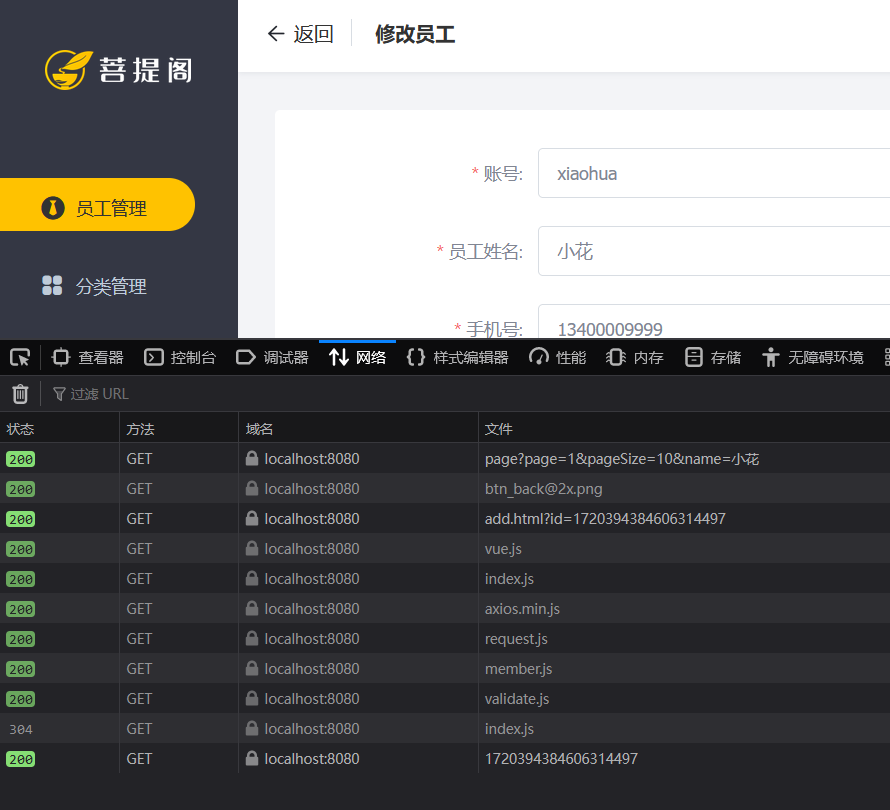 菩提阁
返回 修改员工
* 账号: xiaohua
员工管理
* 员工姓名: 小花
分类管理
* 手机号: 13400009999
查看器 控制台 调试器 网络 样式编辑器 性能 内存 存储 无障碍环境
过滤 URL
状态 方法 域名 文件
200 GET localhost:8080 page?page=1&pageSize=10&name=小花
200 GET localhost:8080 btn_back@2x.png
200 GET localhost:8080 add.html?id=1720394384606314497
200 GET localhost:8080 vue.js
200 GET localhost:8080 index.js
200 GET localhost:8080 axios.min.js
200 GET localhost:8080 request.js
200 GET localhost:8080 member.js
200 GET localhost:8080 validate.js
304 GET localhost:8080 index.js
200 GET localhost:8080 1720394384606314497